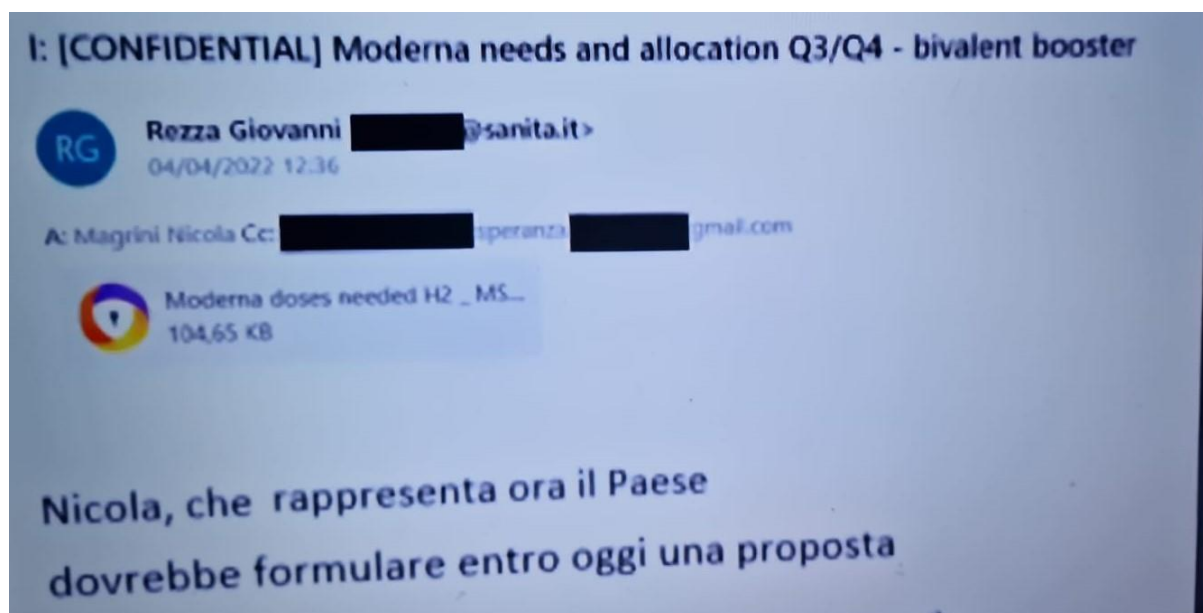 I: [CONFIDENTIAL] Moderna needs and allocation Q3/Q4 - bivalent booster
RG
Rezza Giovanni @sanita.it>
04/04/2022 12:36
A: Magrini Nicola Cc: speranza gmail.com
Moderna doses needed H2 _ MS...
104,65 KB
Nicola, che rappresenta ora il Paese
dovrebbe formulare entro oggi una proposta